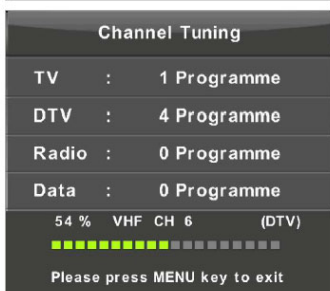 Channel Tuning
TV : 1 Programme
DTV : 4 Programme
Radio : 0 Programme
Data : 0 Programme
54 % VHF CH 6 (DTV)
Please press MENU key to exit